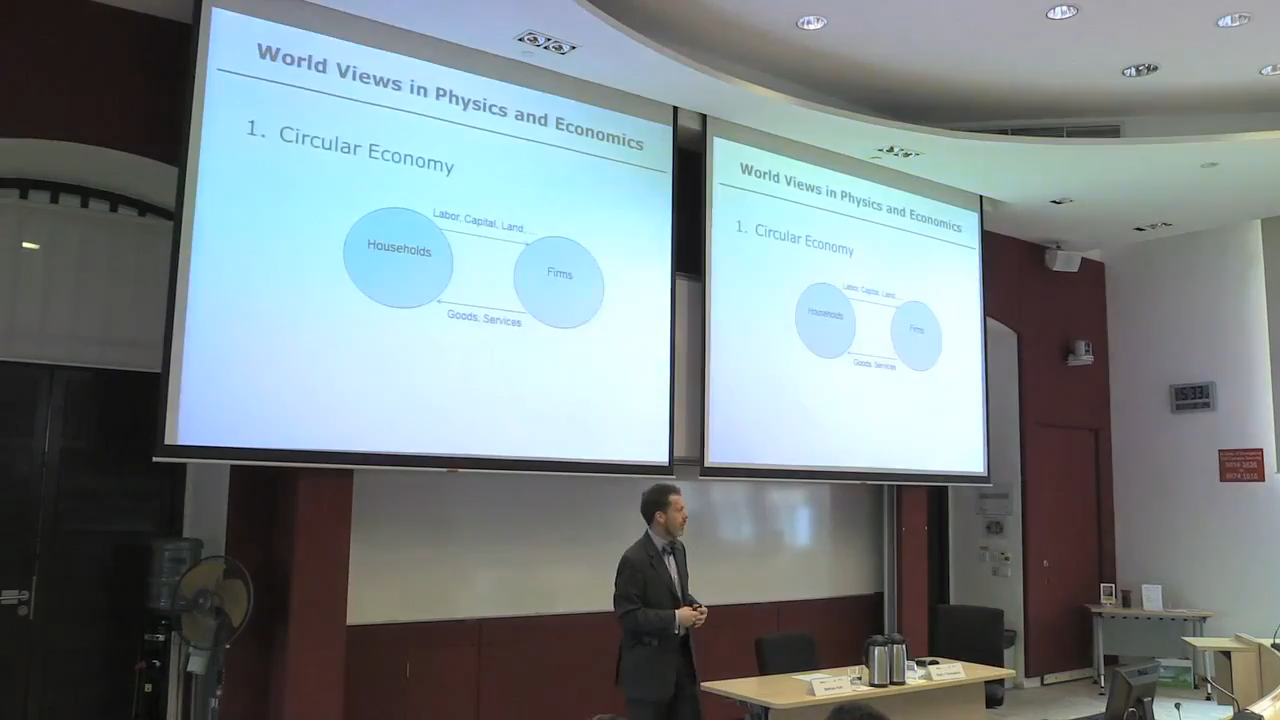 World Views in Physics and Economics
1. Circular Economy
Labor, Capital, Land.....
Households
Firms
Goods, Services
World Views in Physics and Economics
1. Circular Economy
Labor, Capital, Land.....
Households
Firms
Goods, Services